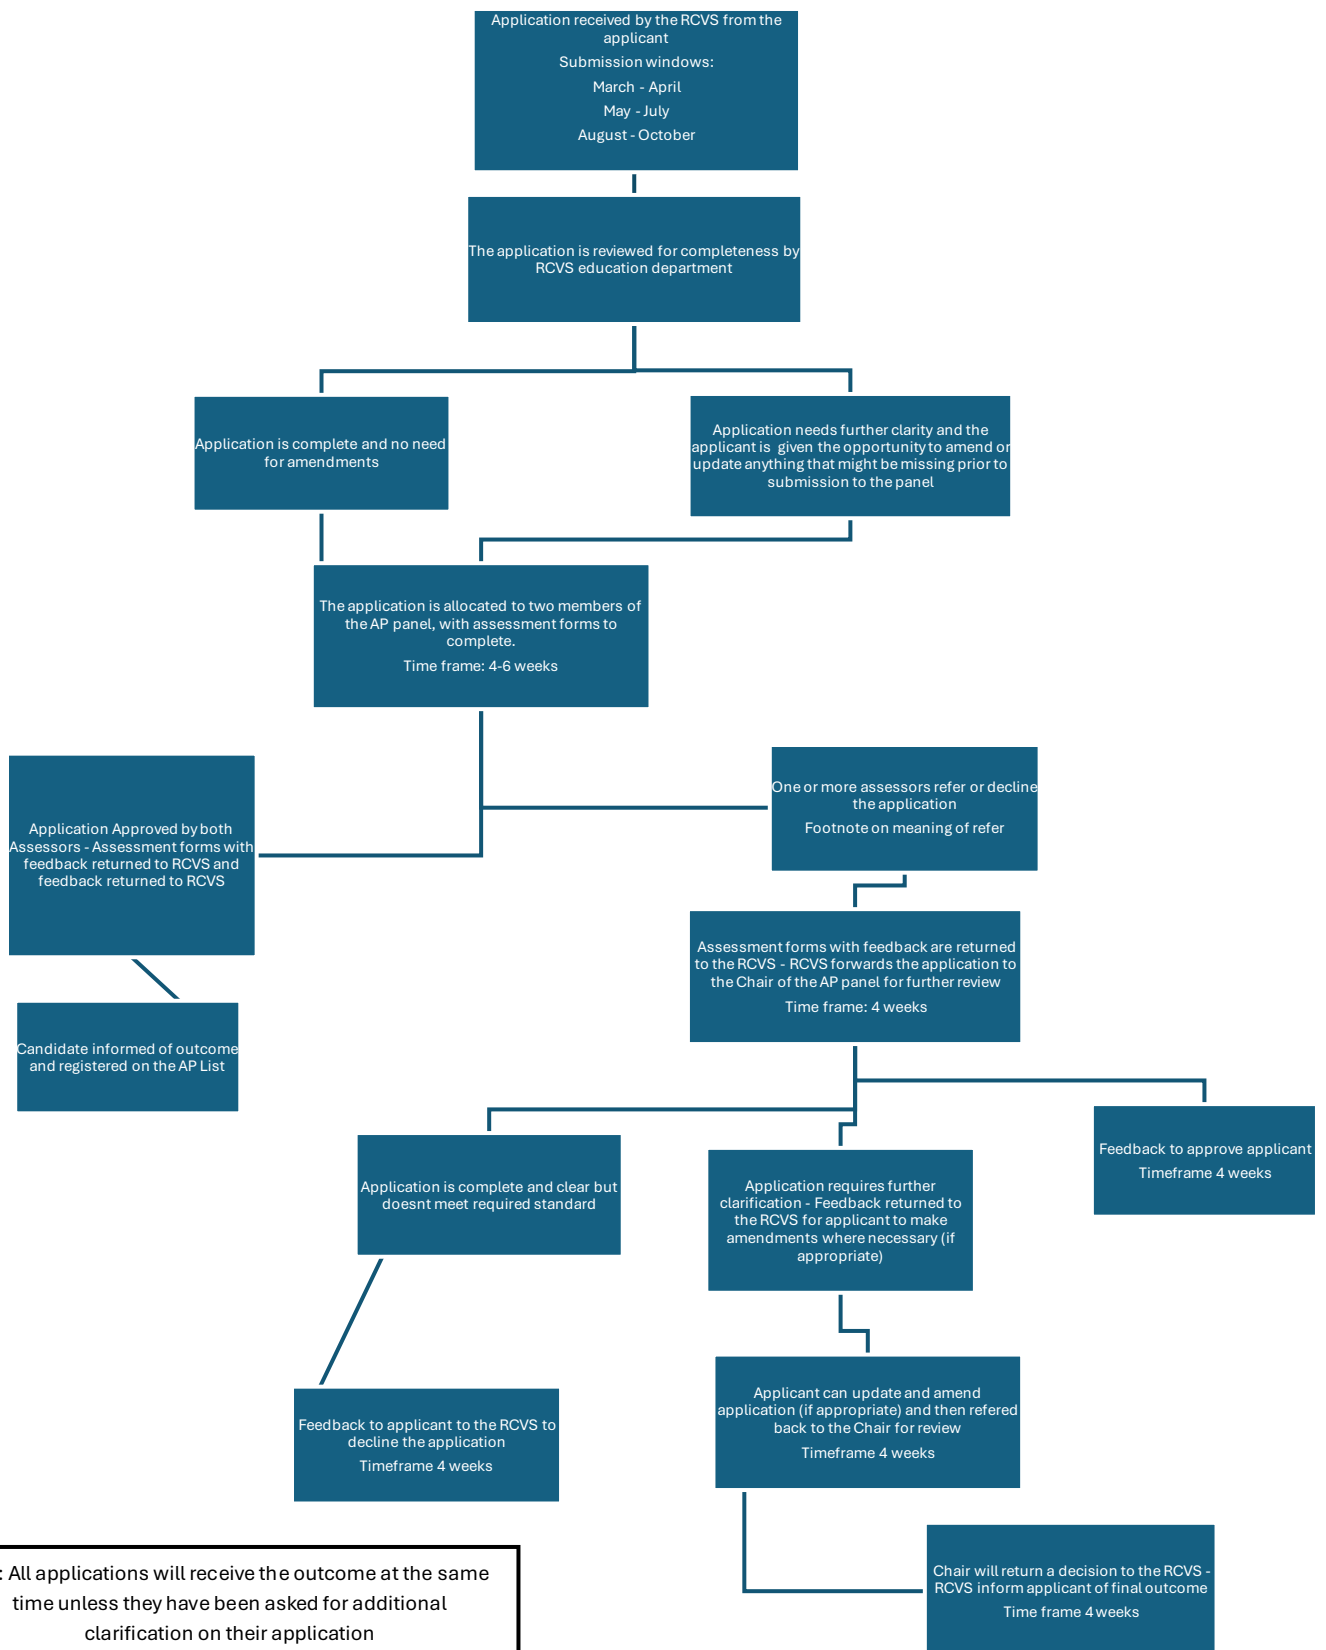 Application received by the RCVS from the
applicant
Submission windows:
March - April
May - July
August - October
The application is reviewed for completeness by
RCVS education department
Application is complete and no need
for amendments
Application needs further clarity and the
applicant is given the opportunity to amend or
update anything that might be missing prior to
submission to the panel
The application is allocated to two members of
the AP panel, with assessment forms to
complete.
Time frame: 4-6 weeks
Application Approved by both
Assessors - Assessment forms with
feedback returned to RCVS and
feedback returned to RCVS
One or more assessors refer or decline
the application
Footnote on meaning of refer
Assessment forms with feedback are returned
to the RCVS - RCVS forwards the application to
the Chair of the AP panel for further review
Time frame: 4 weeks
Candidate informed of outcome
and registered on the AP List
Application is complete and clear but
doesnt meet required standard
Application requires further
clarification - Feedback returned to
the RCVS for applicant to make
amendments where necessary (if
appropriate)
Feedback to approve applicant
Timeframe 4 weeks
Feedback to applicant to the RCVS to
decline the application
Timeframe 4 weeks
Applicant can update and amend
application (if appropriate) and then refered
back to the Chair for review
Timeframe 4 weeks
Chair will return a decision to the RCVS -
RCVS inform applicant of final outcome
Time frame 4 weeks
: All applications will receive the outcome at the same
time unless they have been asked for additional
clarification on their application